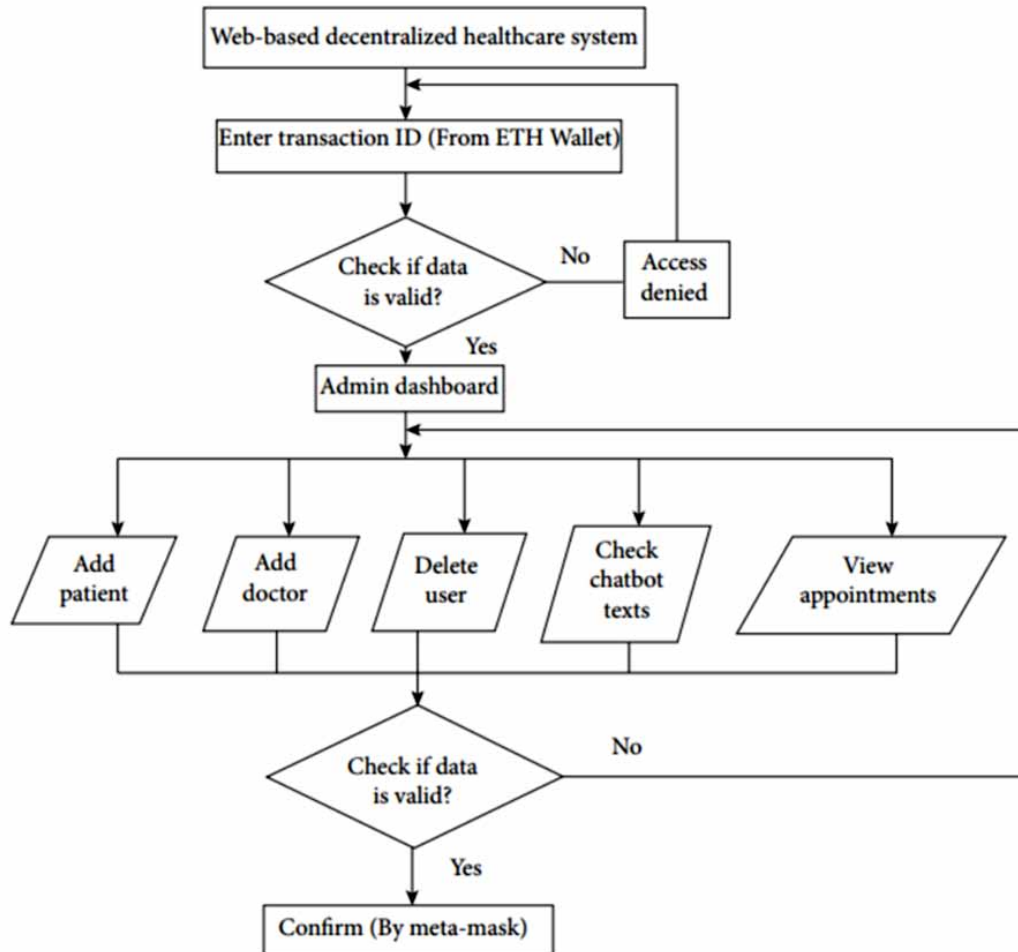 Web-based decentralized healthcare system
Enter transaction ID (From ETH Wallet)
Check if data
is valid?
No
Access
denied
Yes
Admin dashboard
Add
patient
Add
doctor
Delete
user
Check
chatbot
texts
View
appointments
Check if data
is valid?
No
Yes
Confirm (By meta-mask)